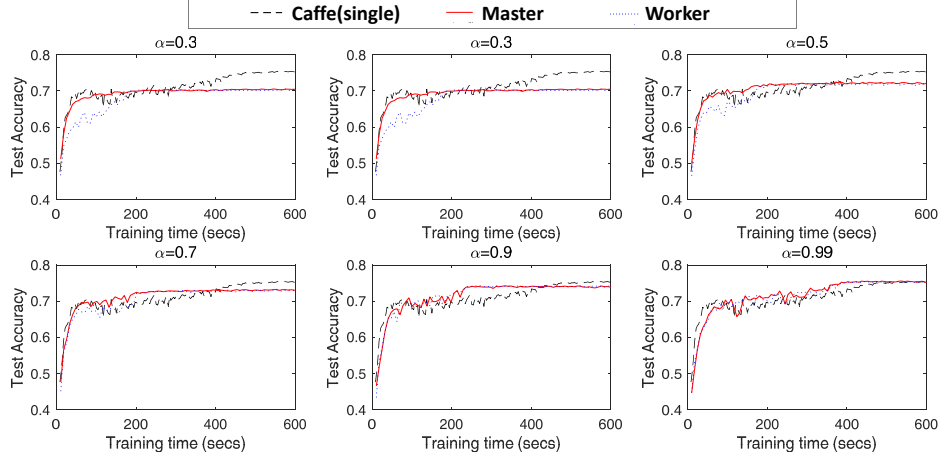 Caffe(single) Master Worker
α=0.3 α=0.3 α=0.5
0.8 0.8 0.8
0.7 0.7 0.7
0.6 0.6 0.6
0.5 0.5 0.5
0.4 0.4 0.4
Test Accuracy Test Accuracy Test Accuracy
0 200 400 600 0 200 400 600 0 200 400 600
Training time (secs) Training time (secs) Training time (secs)
α=0.7 α=0.9 α=0.99
0.8 0.8 0.8
0.7 0.7 0.7
0.6 0.6 0.6
0.5 0.5 0.5
0.4 0.4 0.4
Test Accuracy Test Accuracy Test Accuracy
0 200 400 600 0 200 400 600 0 200 400 600
Training time (secs) Training time (secs) Training time (secs)